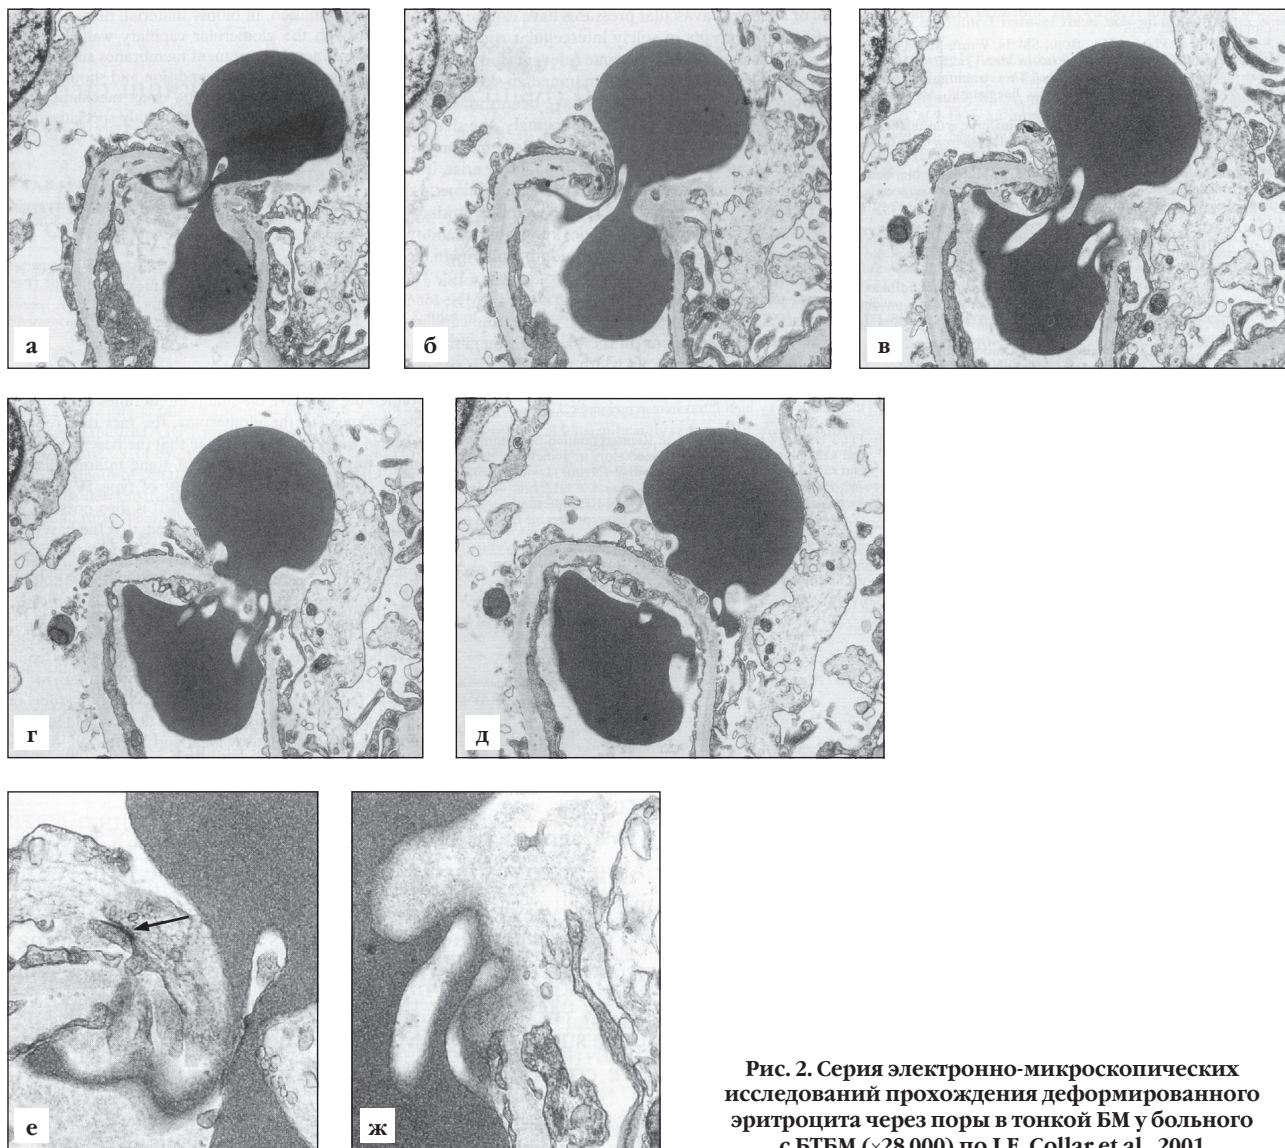 а
б
в
г
д
е
ж
Рис. 2. Серия электронно-микроскопических
исследований прохождения деформированного
эритроцита через поры в тонкой БМ у больного
с БТБМ (×28 000) по J.E. Collar et al., 2001